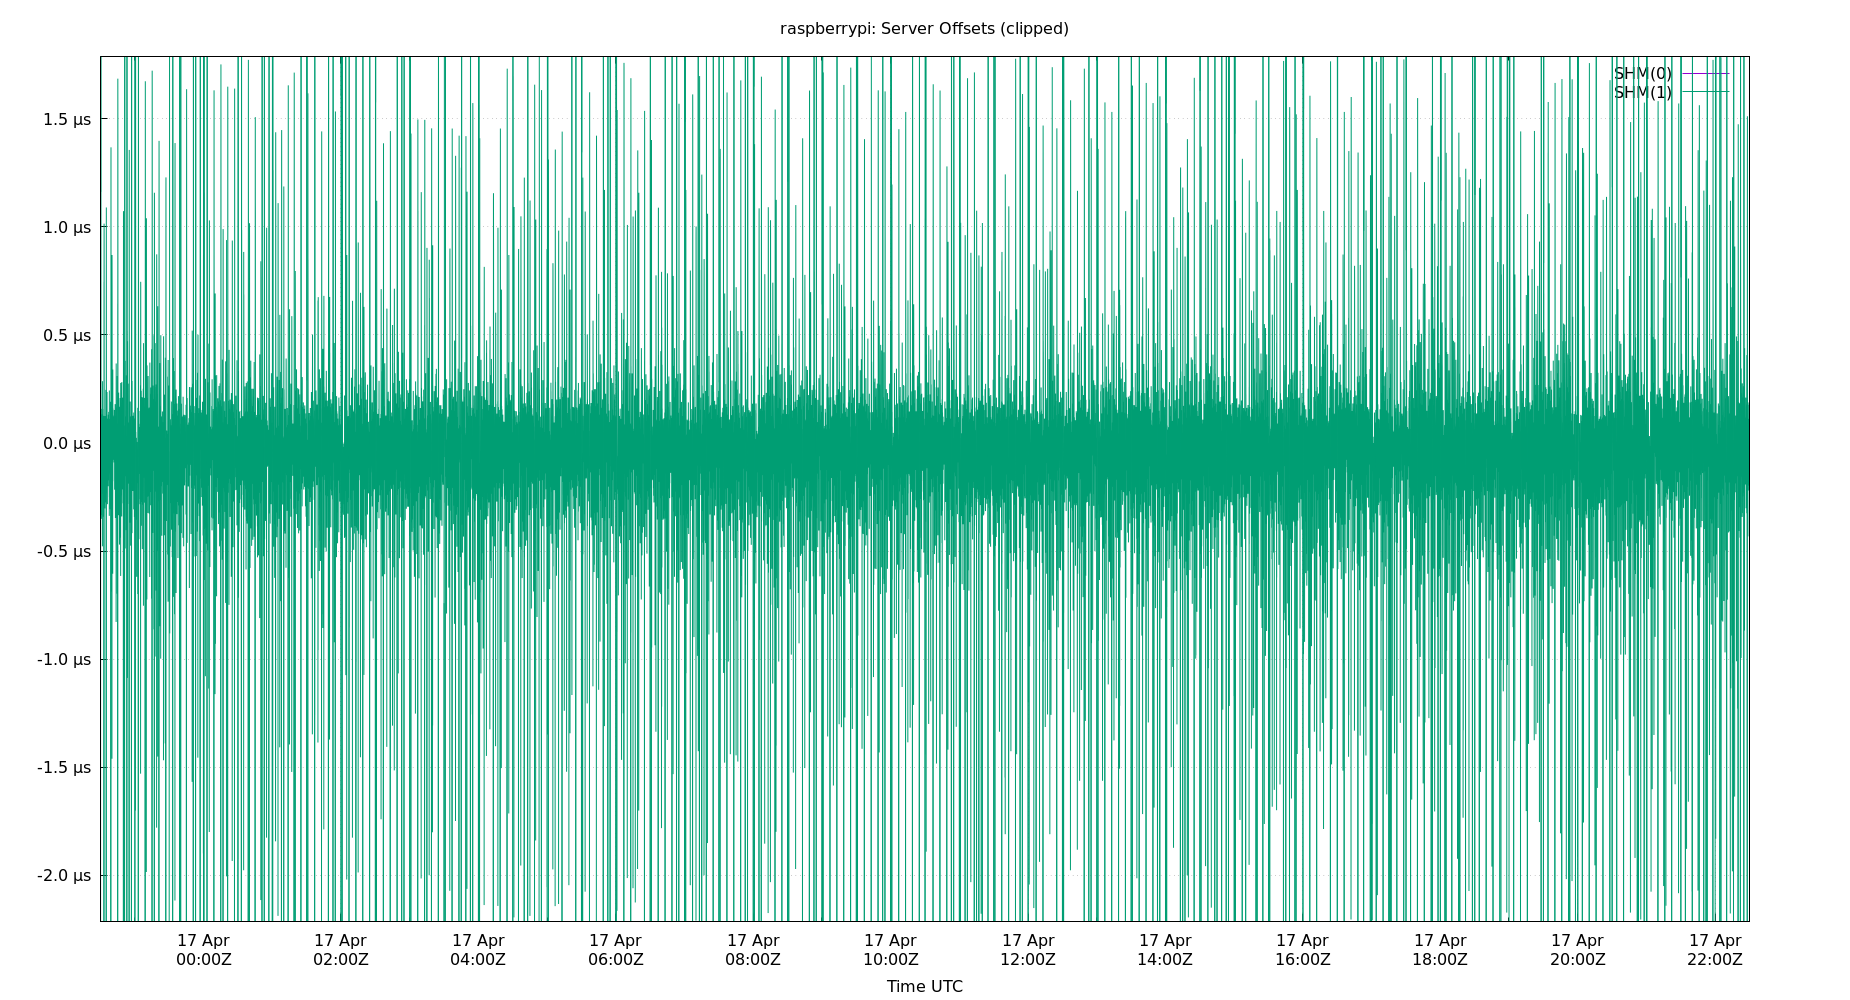 raspberrypi: Server Offsets (clipped)
SHM(0)
SHM(1)
1.5 µs
1.0 µs
0.5 µs
0.0 µs
-0.5 µs
-1.0 µs
-1.5 µs
-2.0 µs
17 Apr 17 Apr 17 Apr 17 Apr 17 Apr 17 Apr 17 Apr 17 Apr 17 Apr 17 Apr 17 Apr 17 Apr
00:00Z 02:00Z 04:00Z 06:00Z 08:00Z 10:00Z 12:00Z 14:00Z 16:00Z 18:00Z 20:00Z 22:00Z
Time UTC